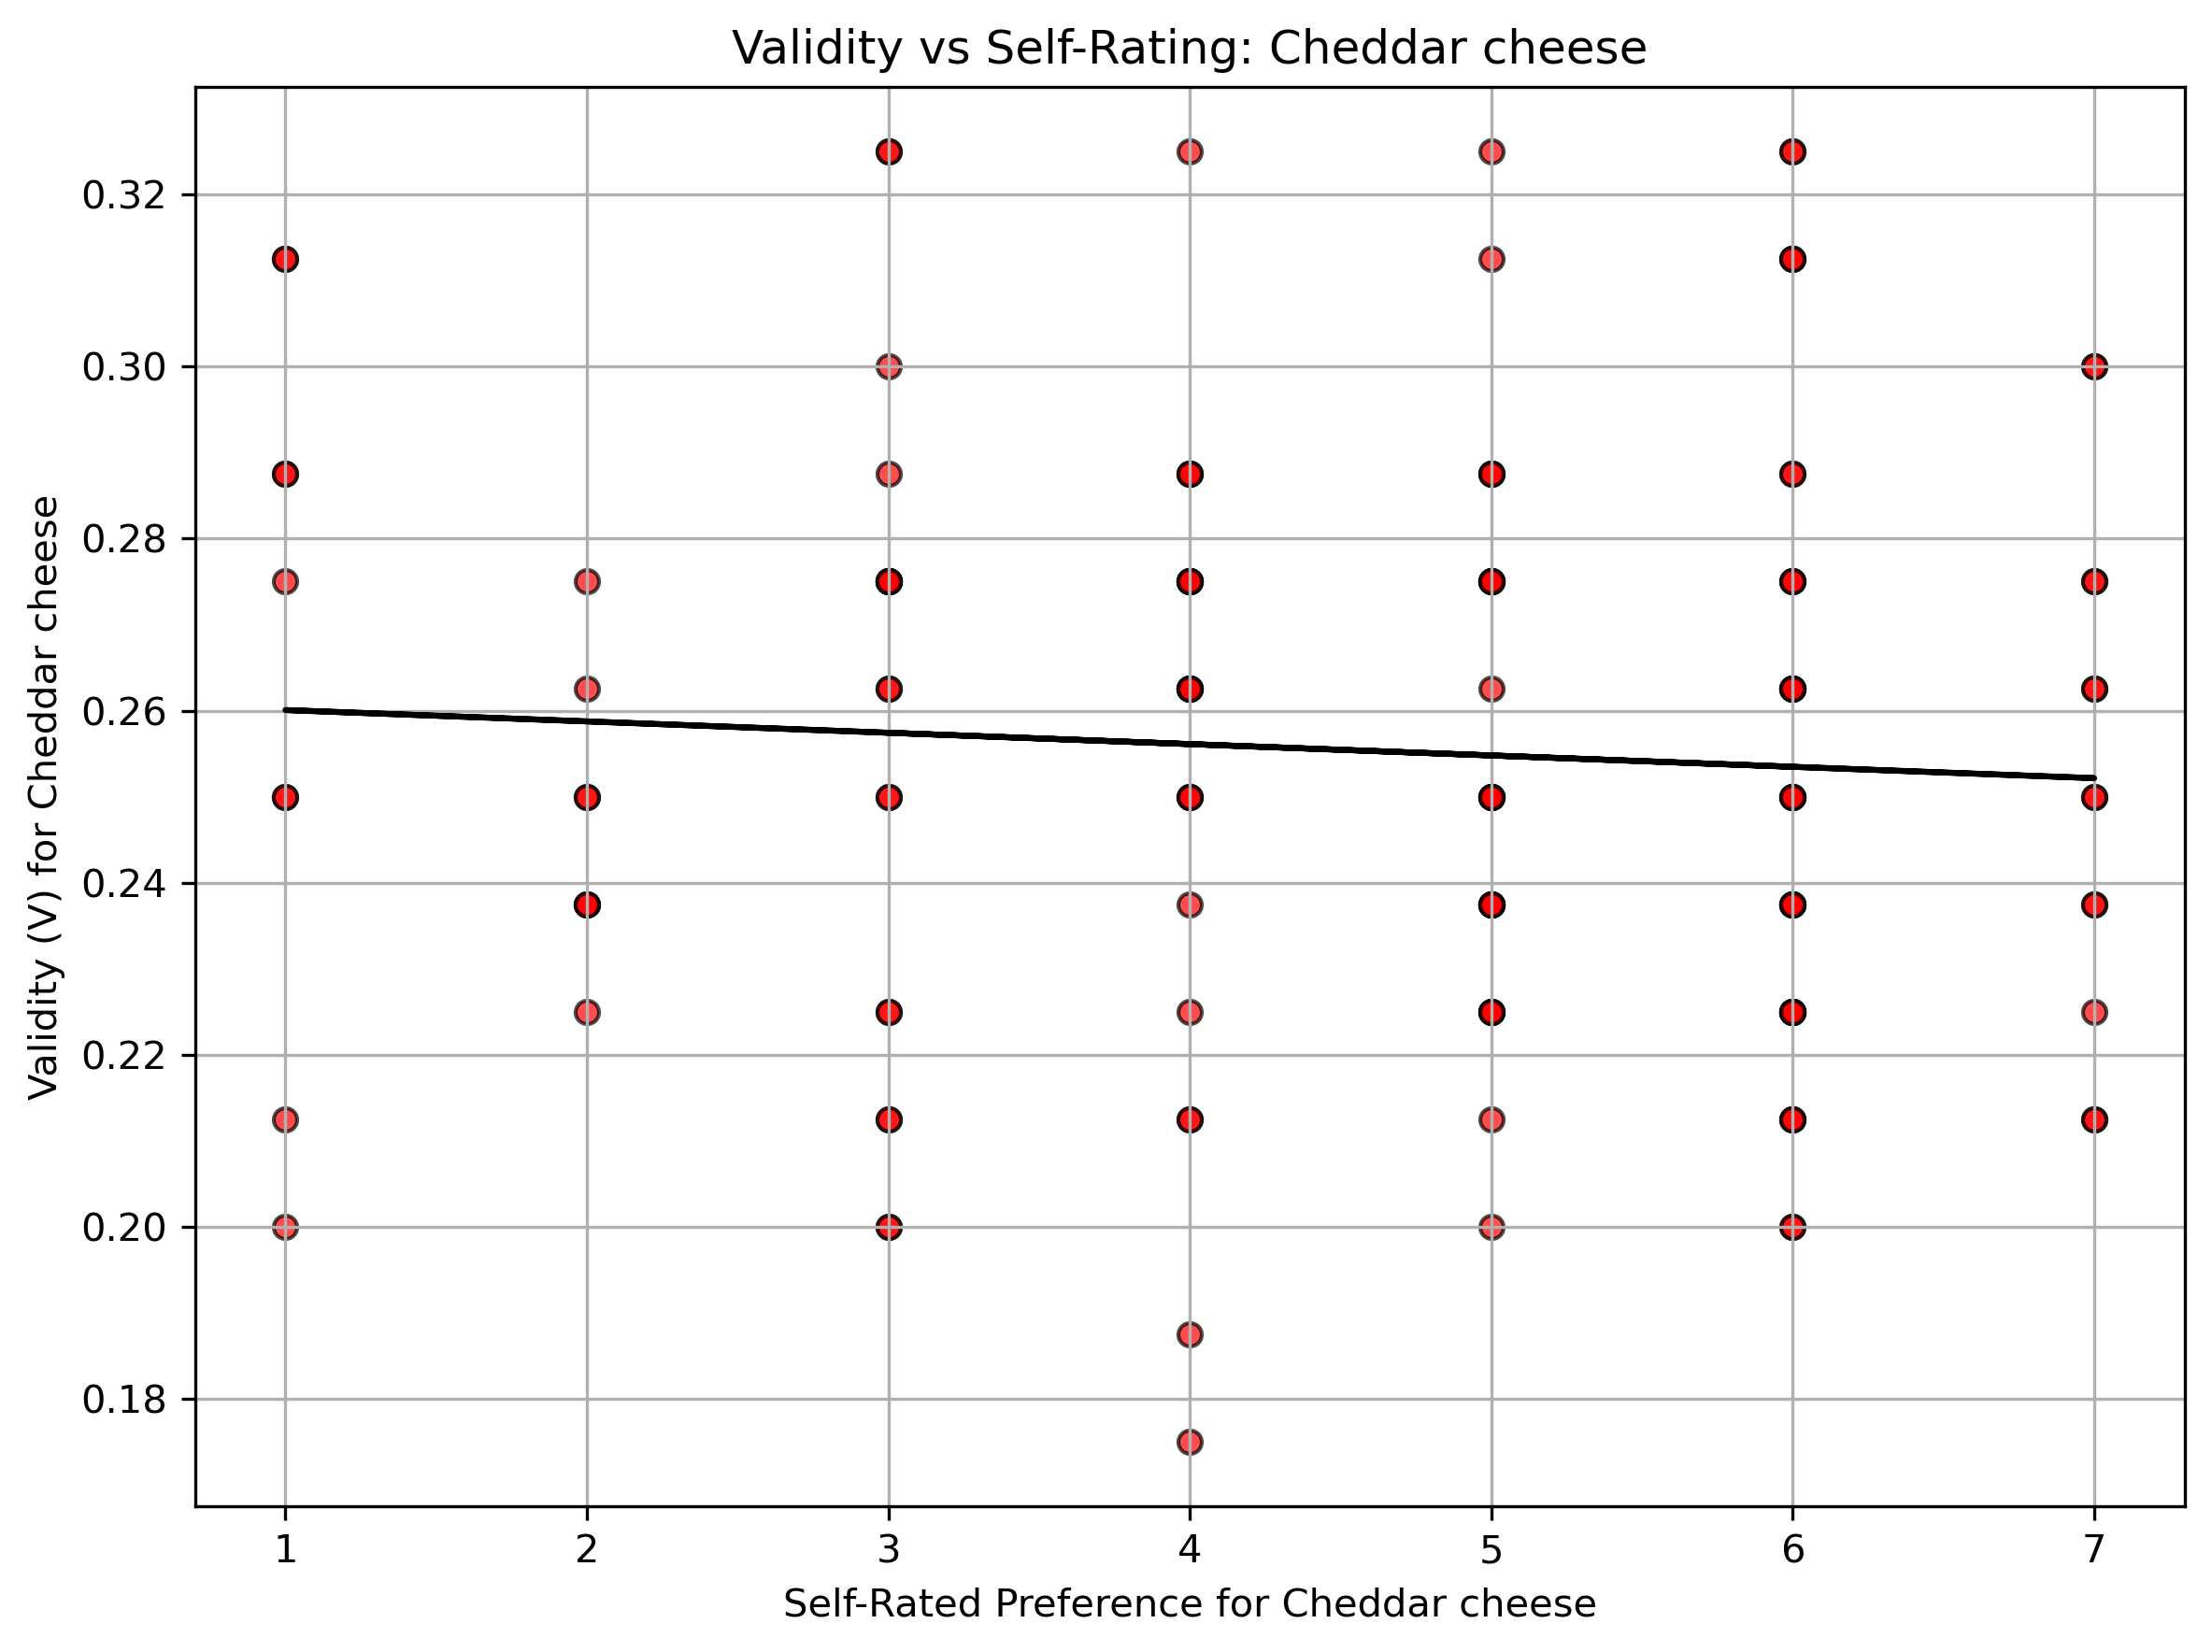 Validity vs Self-Rating: Cheddar cheese
Validity (V) for Cheddar cheese
0.32
0.30
0.28
0.26
0.24
0.22
0.20
0.18
1 2 3 4 5 6 7
Self-Rated Preference for Cheddar cheese